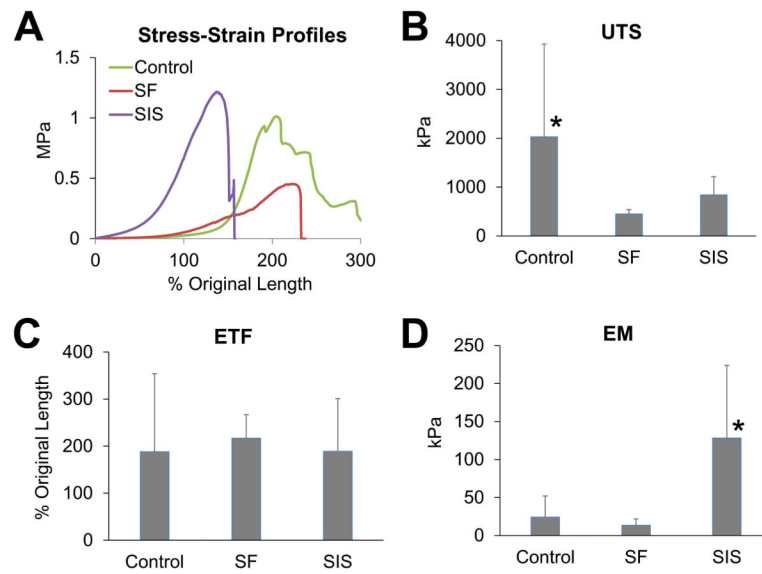 A
Stress-Strain Profiles
Control
SF
SIS
MPa
1.5
1
0.5
0
0
100
200
300
% Original Length
B
UTS
kPa
4000
3000
2000
1000
0
*
Control
SF
SIS
C
ETF
% Original Length
400
300
200
100
0
Control
SF
SIS
D
EM
kPa
250
200
150
100
50
0
*
Control
SF
SIS